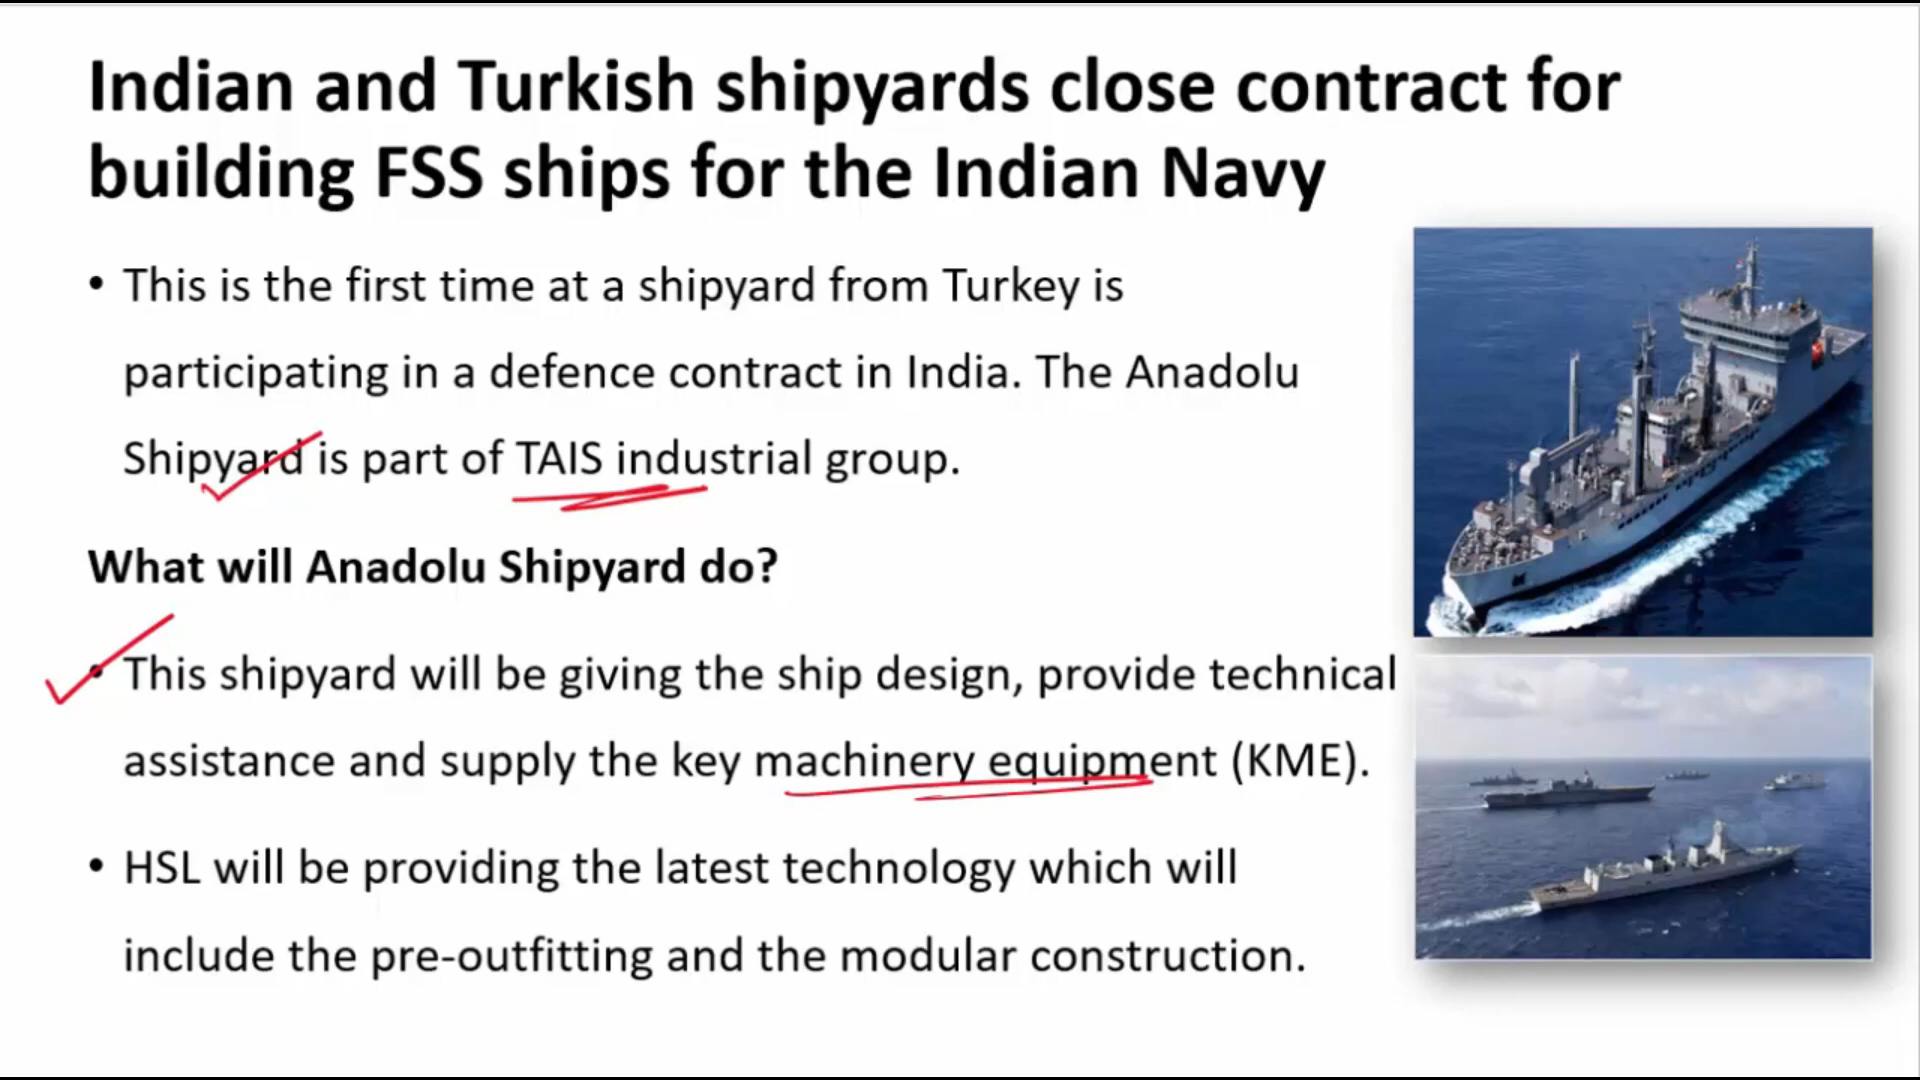 Indian and Turkish shipyards close contract for
building FSS ships for the Indian Navy
• This is the first time at a shipyard from Turkey is
participating in a defence contract in India. The Anadolu
Shipyard is part of TAIS industrial group.
What will Anadolu Shipyard do?
• This shipyard will be giving the ship design, provide technical
assistance and supply the key machinery equipment (KME).
• HSL will be providing the latest technology which will
include the pre-outfitting and the modular construction.